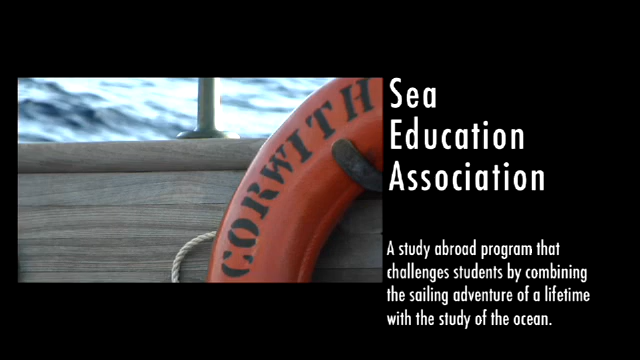 CORWITH
Sea
Education
Association
A study abroad program that
challenges students by combining
the sailing adventure of a lifetime
with the study of the ocean.